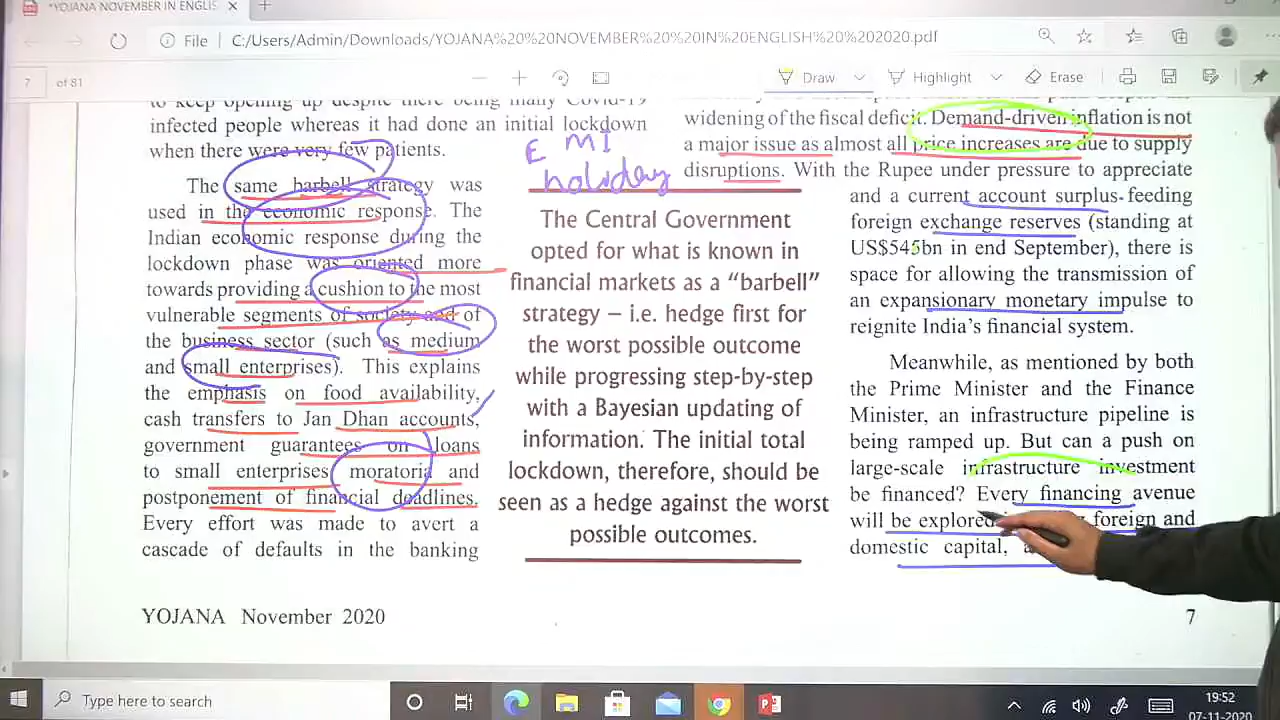 *YOJANA NOVEMBER IN ENGLIS
File
C:/Users/Admin/Downloads/YOJANA%20%20NOVEMBER%20%20IN%20ENGLISH%20%202020.pdf
7 of 81
Draw
Highlight
Erase
to keep opening up despite there being many Covid-19
infected people whereas it had done an initial lockdown
when there were very few patients.
The same barbell strategy was
used in the economic response. The
Indian economic response during the
lockdown phase was oriented more
towards providing a cushion to the most
vulnerable segments of society and of
the business sector (such as medium
and small enterprises). This explains
the emphasis on food availability,
cash transfers to Jan Dhan accounts,
government guarantees on loans
to small enterprises moratoria and
postponement of financial deadlines.
Every effort was made to avert a
cascade of defaults in the banking
EMI
holiday
The Central Government
opted for what is known in
financial markets as a “barbell”
strategy – i.e. hedge first for
the worst possible outcome
while progressing step-by-step
with a Bayesian updating of
information. The initial total
lockdown, therefore, should be
seen as a hedge against the worst
possible outcomes.
widening of the fiscal deficit. Demand-driven inflation is not
a major issue as almost all price increases are due to supply
disruptions. With the Rupee under pressure to appreciate
and a current account surplus feeding
foreign exchange reserves (standing at
US$545bn in end September), there is
space for allowing the transmission of
an expansionary monetary impulse to
reignite India’s financial system.
Meanwhile, as mentioned by both
the Prime Minister and the Finance
Minister, an infrastructure pipeline is
being ramped up. But can a push on
large-scale infrastructure investment
be financed? Every financing avenue
will be explored foreign and
domestic capital,
YOJANA November 2020
7
Type here to search
19:52
07-11-2020